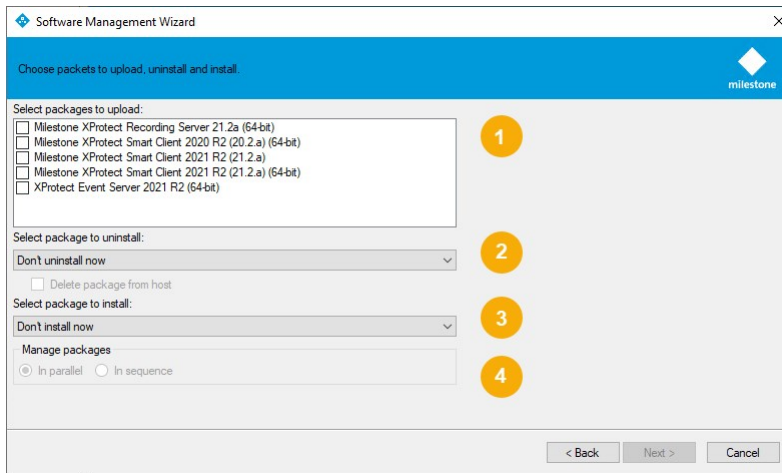 Software Management Wizard
Choose packets to upload, uninstall and install.
milestone
Select packages to upload:
Milestone XProtect Recording Server 21.2a (64-bit)
Milestone XProtect Smart Client 2020 R2 (20.2.a) (64-bit)
Milestone XProtect Smart Client 2021 R2 (21.2.a)
Milestone XProtect Smart Client 2021 R2 (21.2.a) (64-bit)
XProtect Event Server 2021 R2 (64-bit)
1
Select package to uninstall:
Don't uninstall now
2
Delete package from host
Select package to install:
Don't install now
3
Manage packages
In parallel In sequence
4
< Back Next > Cancel